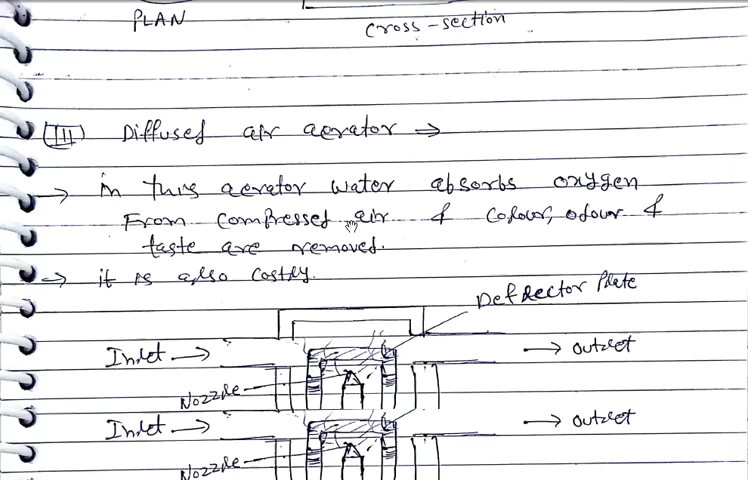 PLAN
cross-section
(III) Diffused air aerator ⇒
→ in this aerator water absorbs oxygen
From compressed air & colour, odour &
taste are removed.
→ it is also costly.
Deflector Plate
Inlet → → outlet
Nozzle
Inlet → → outlet
Nozzle